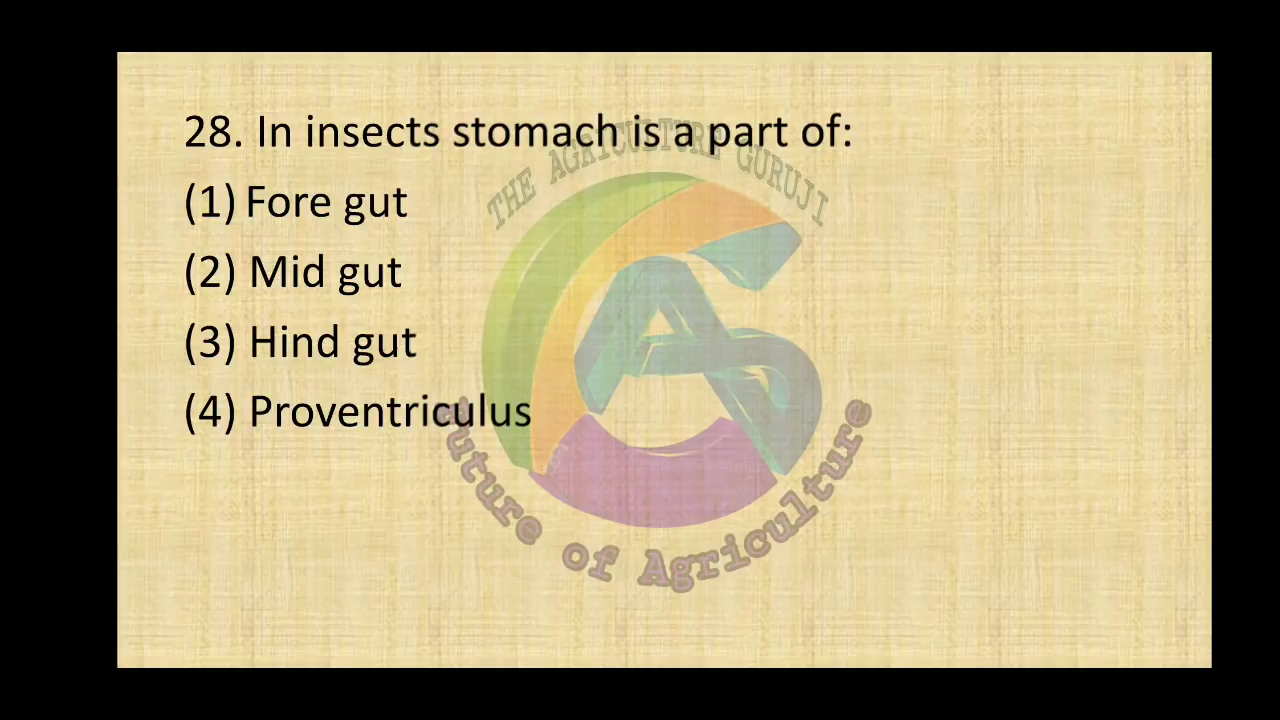 28. In insects stomach is a part of:
THE AGRICULTURE GURUJI
(1) Fore gut
(2) Mid gut
(3) Hind gut
(4) Proventriculus
Future of Agriculture